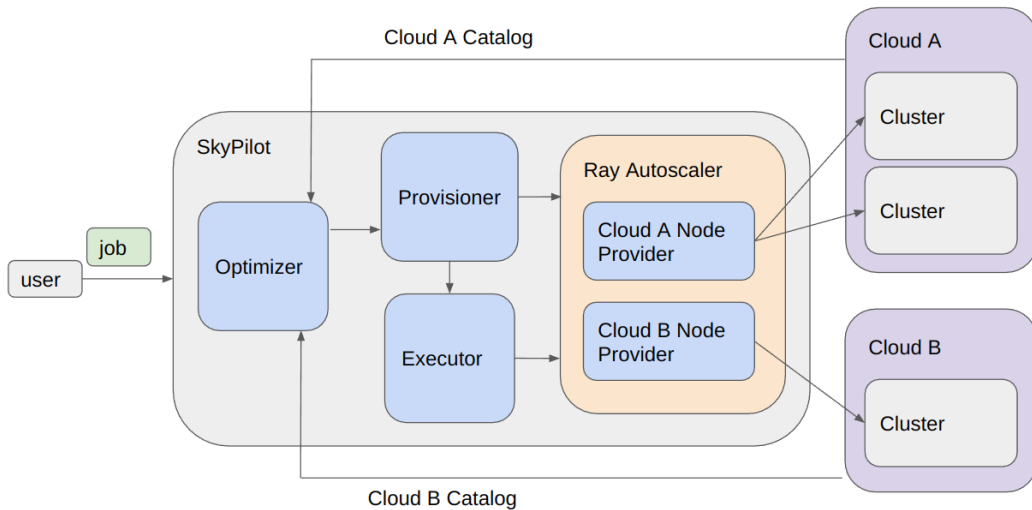 Cloud A Catalog
Cloud A
Cluster
Cluster
SkyPilot
Provisioner
Ray Autoscaler
Cloud A Node
Provider
job
user
Optimizer
Executor
Cloud B Node
Provider
Cloud B
Cluster
Cloud B Catalog